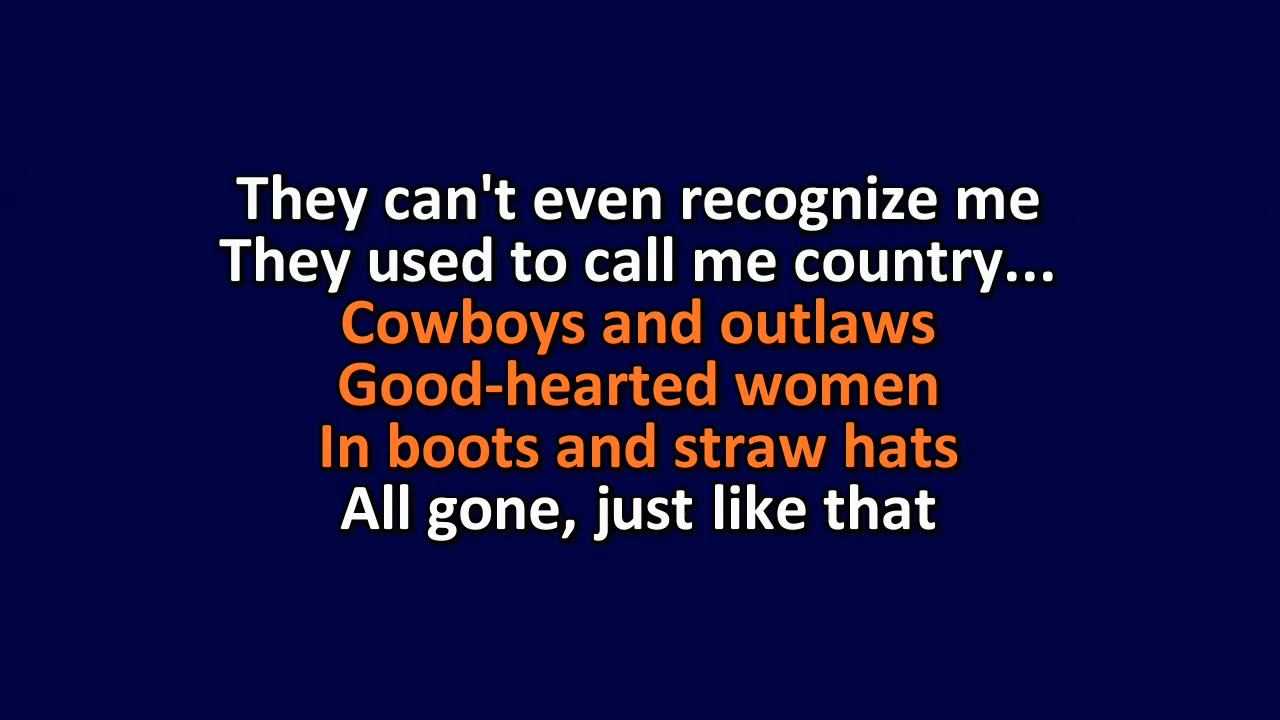 They can't even recognize me
They used to call me country...
Cowboys and outlaws
Good-hearted women
In boots and straw hats
All gone, just like that